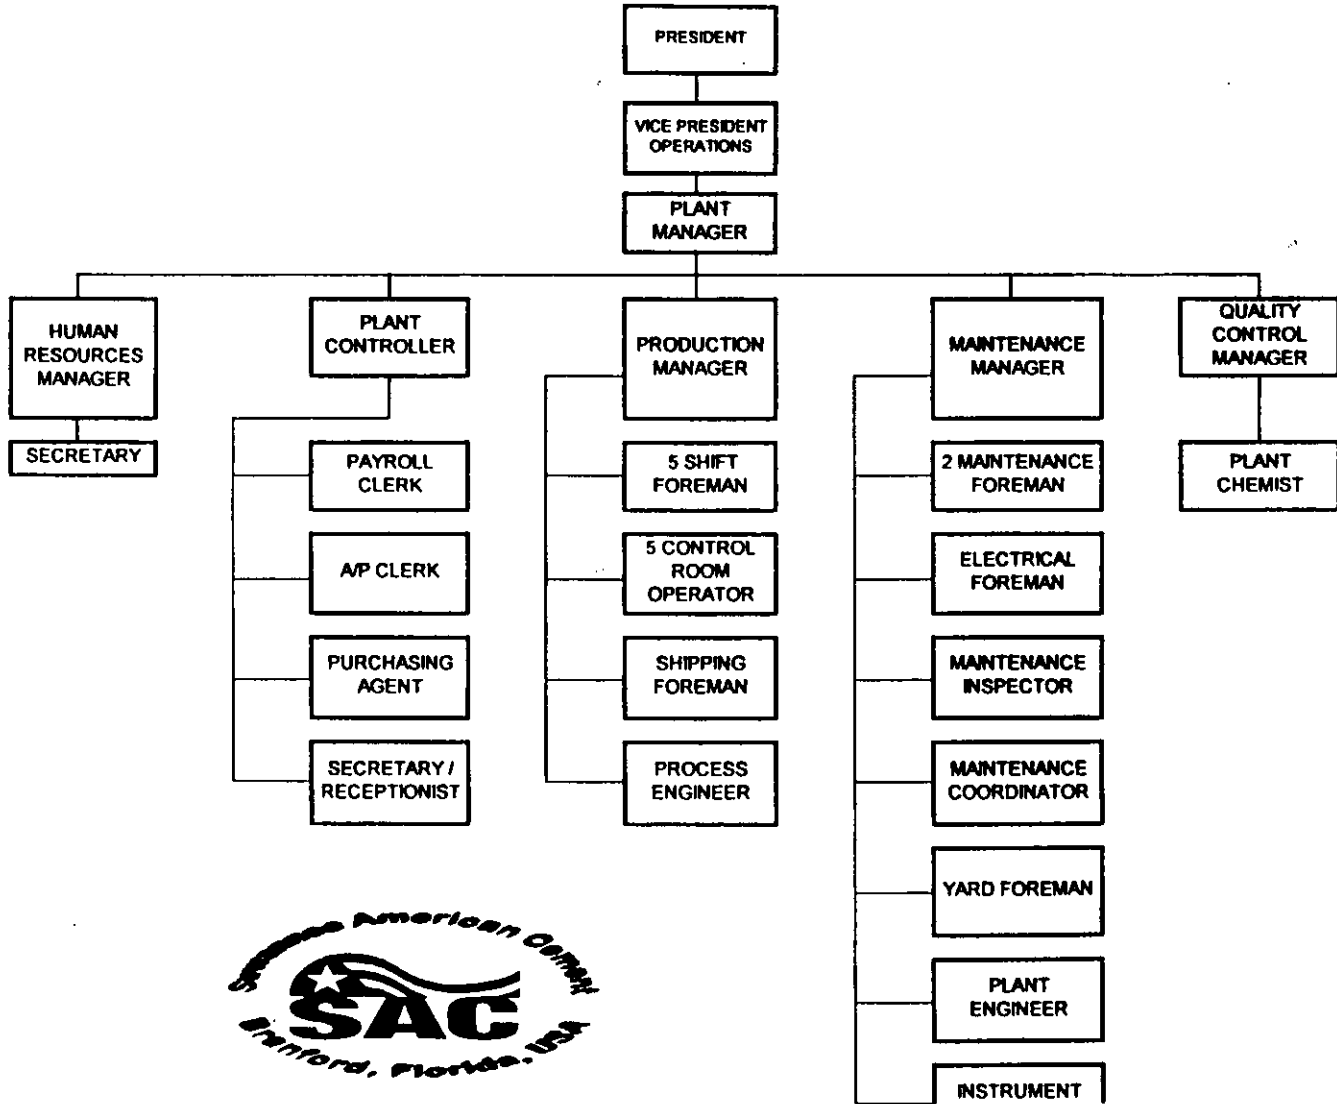 PRESIDENT
VICE PRESIDENT
OPERATIONS
PLANT
MANAGER
HUMAN
RESOURCES
MANAGER
SECRETARY
PLANT
CONTROLLER
PAYROLL
CLERK
A/P CLERK
PURCHASING
AGENT
SECRETARY /
RECEPTIONIST
PRODUCTION
MANAGER
5 SHIFT
FOREMAN
5 CONTROL
ROOM
OPERATOR
SHIPPING
FOREMAN
PROCESS
ENGINEER
MAINTENANCE
MANAGER
2 MAINTENANCE
FOREMAN
ELECTRICAL
FOREMAN
MAINTENANCE
INSPECTOR
MAINTENANCE
COORDINATOR
YARD FOREMAN
PLANT
ENGINEER
INSTRUMENT
QUALITY
CONTROL
MANAGER
PLANT
CHEMIST
Suwannee American Cement
SAC
Branford, Florida, USA